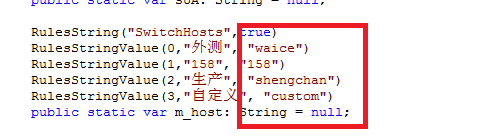 public static var soA: String = null;
RulesString("SwitchHosts",true)
RulesStringValue(0,"外测", "waice")
RulesStringValue(1,"158", "158")
RulesStringValue(2,"生产", "shengchan")
RulesStringValue(3,"自定义", "custom")
public static var m_host: String = null;